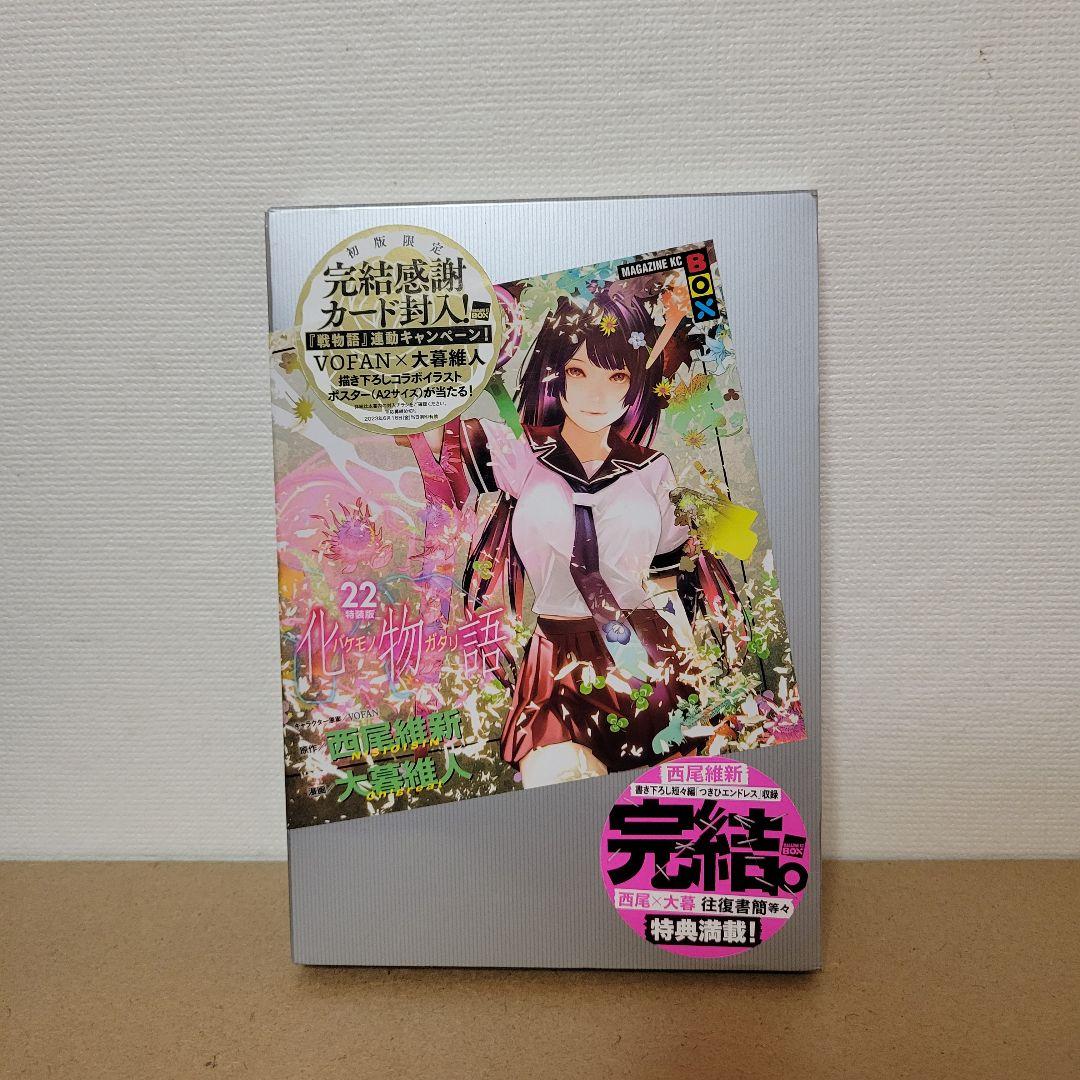 初版限定
完結感謝
カード封入!
『戦物語』連動キャンペーン!
VOFAN×大暮維人
描き下ろしコラボイラスト
ポスター(A2サイズ)が当たる!
MAGAZINE KC
BOX
22
特装版
化物語
バケモノガタリ
キャラクター原案/VOFAN
原作/西尾維新
NISIOISIN
漫画/大暮維人
oh!great
西尾維新
書き下ろし短々編「つきひエンドレス」収録
完結。
MAGAZINE KC
BOX
西尾×大暮 往復書簡等々
特典満載!